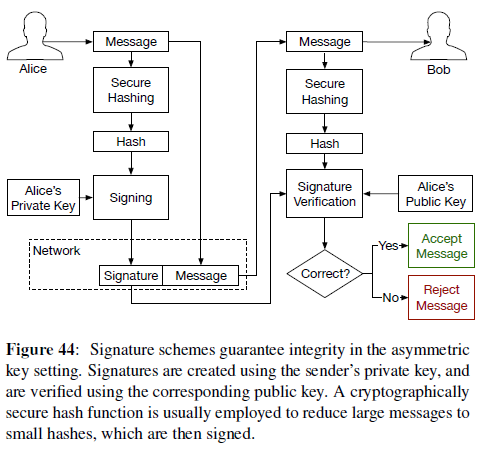 Message
Message
Alice
Bob
Secure
Hashing
Secure
Hashing
Hash
Hash
Alice's
Private Key
Signing
Signature
Verification
Alice's
Public Key
Network
Signature Message
Correct?
Yes
Accept
Message
No
Reject
Message
Figure 44: Signature schemes guarantee integrity in the asymmetric
key setting. Signatures are created using the sender's private key, and
are verified using the corresponding public key. A cryptographically
secure hash function is usually employed to reduce large messages to
small hashes, which are then signed.